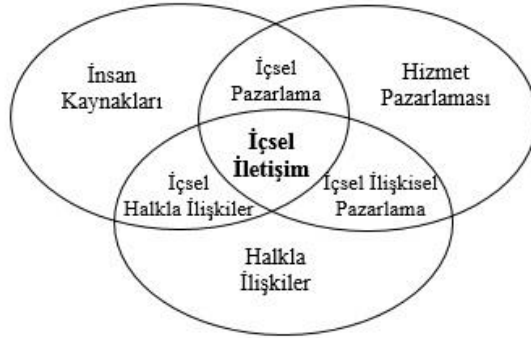 İnsan
Kaynakları
İçsel
Pazarlama
Hizmet
Pazarlaması
İçsel
İletişim
İçsel
Halkla İlişkiler
İçsel İlişkisel
Pazarlama
Halkla
İlişkiler